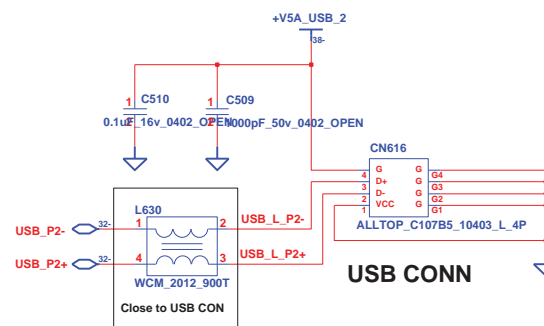 +V5A_USB_2
38-
1 C510
1 C509
0.1uF_16v_0402_OPEN
2
2 1000pF_50v_0402_OPEN
CN616
4 G G G4
3 D+ G G3
2 D- G G2
1 VCC G G1
ALLTOP_C107B5_10403_L_4P
USB CONN
L630
USB_P2- 32- 1 2 USB_L_P2-
USB_P2+ 32- 4 3 USB_L_P2+
WCM_2012_900T
Close to USB CON